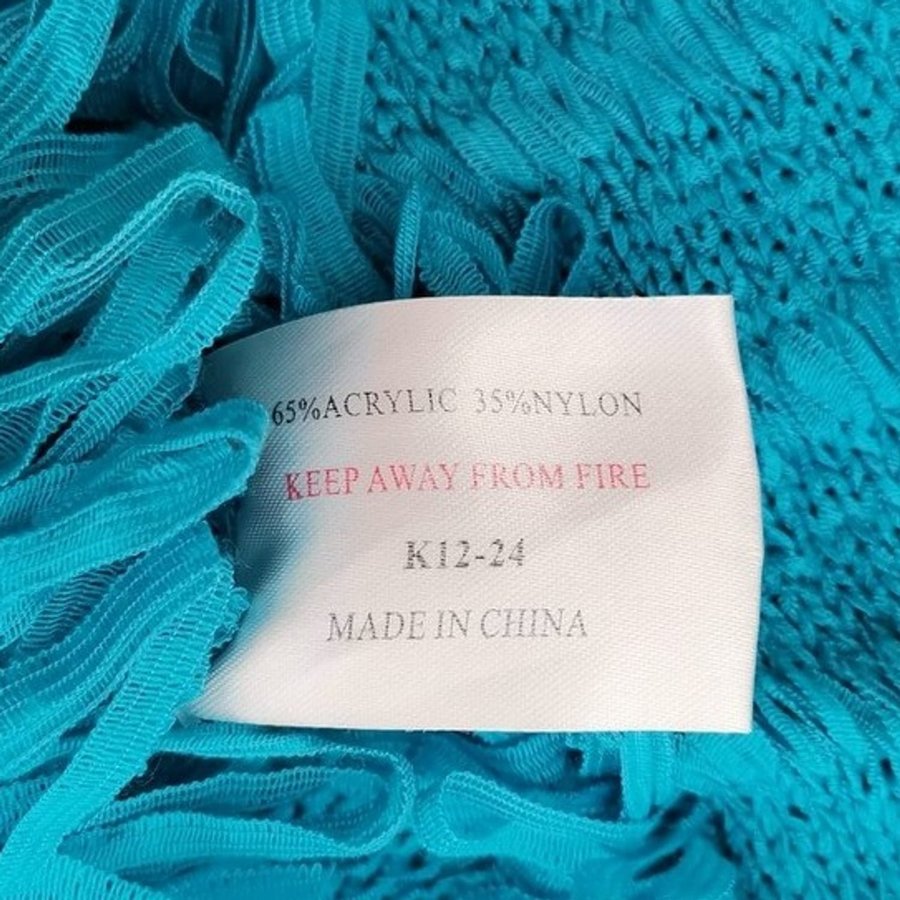 65%ACRYLIC 35%NYLON
KEEP AWAY FROM FIRE
K12-24
MADE IN CHINA